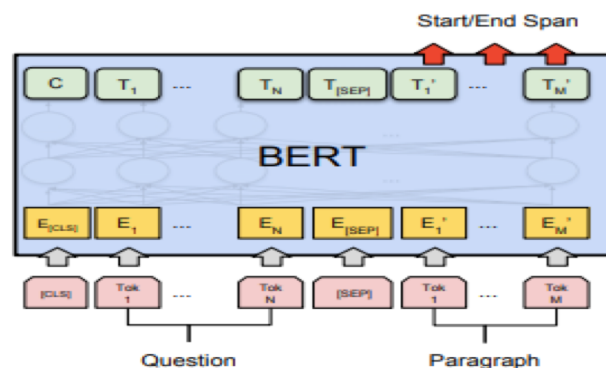 Start/End Span
C T1 ... TN T[SEP] T1' ... TM'
...
BERT
...
E[CLS] E1 ... EN E[SEP] E1' ... EM'
[CLS] Tok 1 ... Tok N [SEP] Tok 1 ... Tok M
Question Paragraph